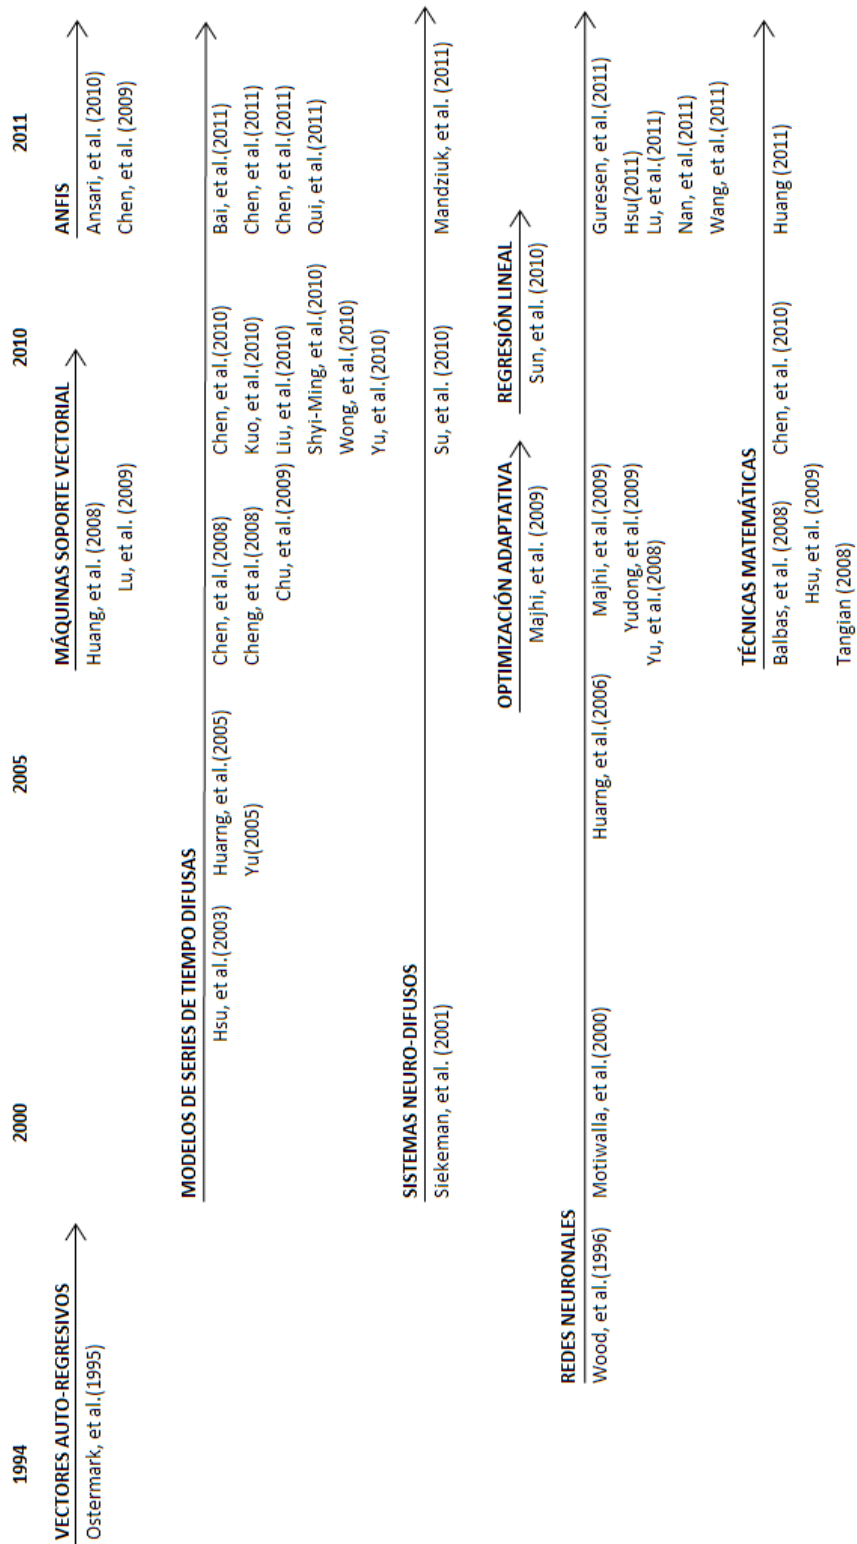 1994 2000 2005 2010 2011
VECTORES AUTO-REGRESIVOS
Ostermark, et al.(1995)
MÁQUINAS SOPORTE VECTORIAL
Huang, et al. (2008)
Lu, et al. (2009)
ANFIS
Ansari, et al. (2010)
Chen, et al. (2009)
MODELOS DE SERIES DE TIEMPO DIFUSAS
Hsu, et al.(2003)
Huarng, et al.(2005)
Yu(2005)
Chen, et al.(2008)
Cheng, et al.(2008)
Chu, et al.(2009)
Chen, et al.(2010)
Kuo, et al.(2010)
Liu, et al.(2010)
Shyi-Ming, et al.(2010)
Wong, et al.(2010)
Yu, et al.(2010)
Bai, et al.(2011)
Chen, et al.(2011)
Chen, et al.(2011)
Qui, et al.(2011)
SISTEMAS NEURO-DIFUSOS
Siekeman, et al. (2001)
Su, et al. (2010)
Mandziuk, et al. (2011)
OPTIMIZACIÓN ADAPTATIVA
Majhi, et al. (2009)
REGRESIÓN LINEAL
Sun, et al. (2010)
REDES NEURONALES
Wood, et al.(1996)
Motiwalla, et al.(2000)
Huarng, et al.(2006)
Majhi, et al.(2009)
Yudong, et al.(2009)
Yu, et al.(2008)
Guresen, et al.(2011)
Hsu(2011)
Lu, et al.(2011)
Nan, et al.(2011)
Wang, et al.(2011)
TÉCNICAS MATEMÁTICAS
Balbas, et al. (2008)
Hsu, et al. (2009)
Tangian (2008)
Chen, et al. (2010)
Huang (2011)